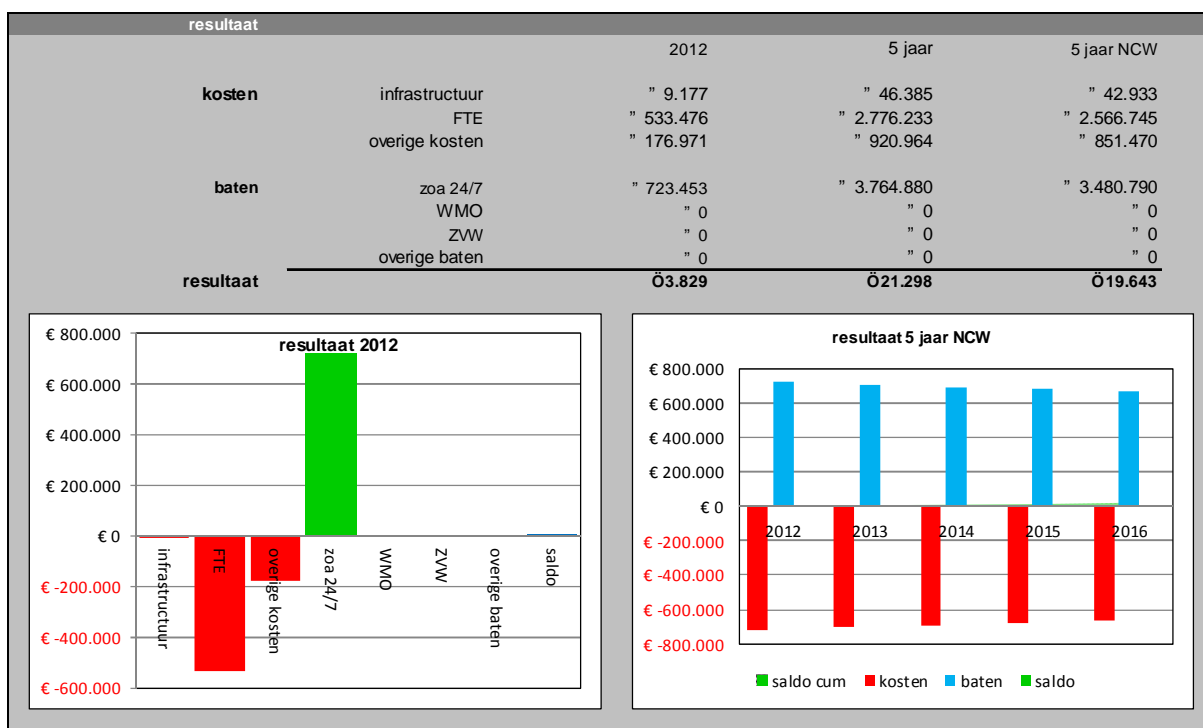 resultaat
2012 5 jaar 5 jaar NCW
kosten infrastructuur ” 9.177 ” 46.385 ” 42.933
FTE ” 533.476 ” 2.776.233 ” 2.566.745
overige kosten ” 176.971 ” 920.964 ” 851.470
baten zoa 24/7 ” 723.453 ” 3.764.880 ” 3.480.790
WMO ” 0 ” 0 ” 0
ZVW ” 0 ” 0 ” 0
overige baten ” 0 ” 0 ” 0
resultaat Ö3.829 Ö21.298 Ö19.643
resultaat 2012
€ 800.000
€ 600.000
€ 400.000
€ 200.000
€ 0
€ -200.000
€ -400.000
€ -600.000
infrastructuur
FTE
overige kosten
zoa 24/7
WMO
ZVW
overige baten
saldo
resultaat 5 jaar NCW
€ 800.000
€ 600.000
€ 400.000
€ 200.000
€ 0
€ -200.000
€ -400.000
€ -600.000
€ -800.000
2012 2013 2014 2015 2016
saldo cum kosten baten saldo